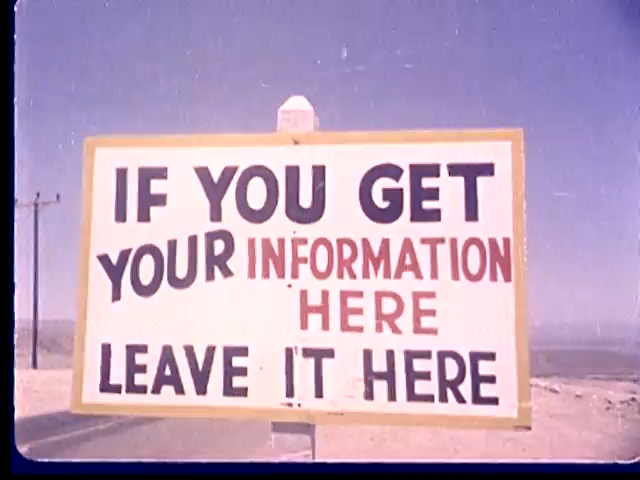 IF YOU GET
YOUR INFORMATION
HERE
LEAVE IT HERE